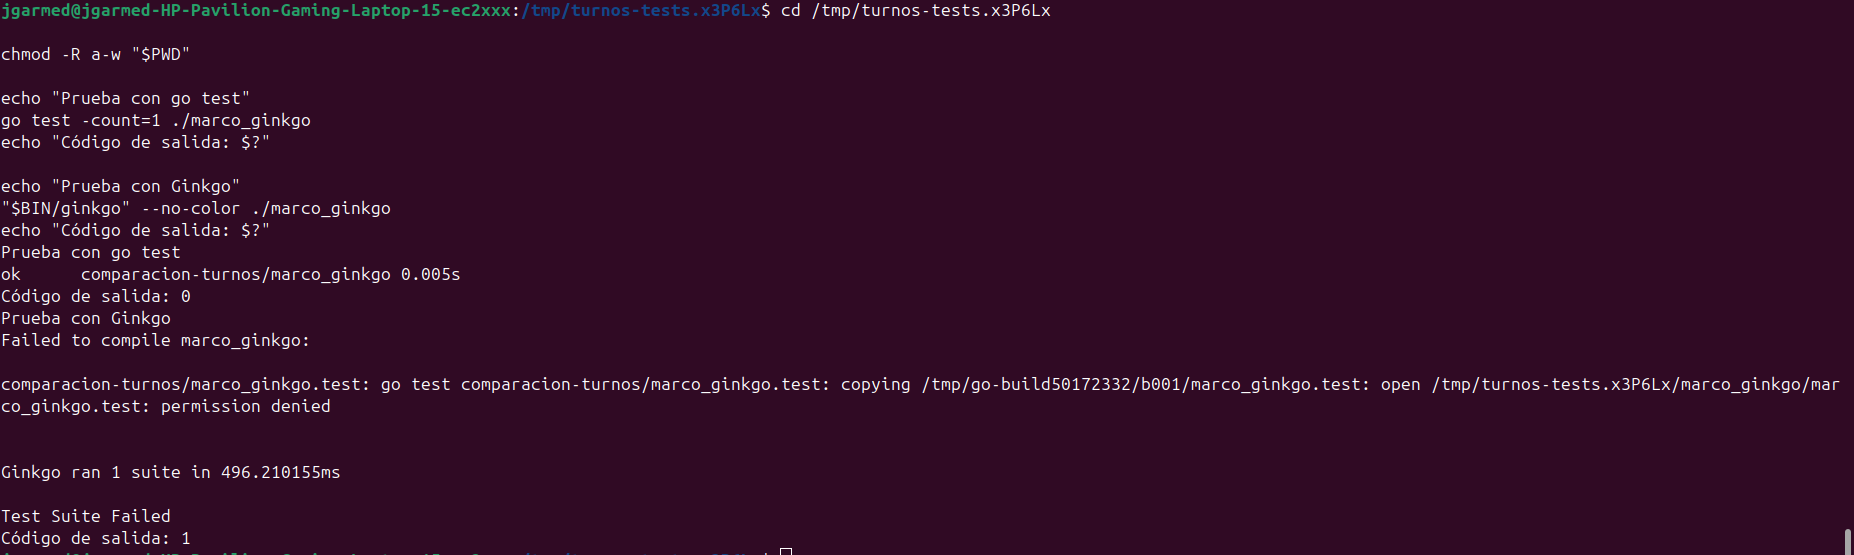 jgarmed@jgarmed-HP-Pavilion-Gaming-Laptop-15-ec2xxx:/tmp/turnos-tests.x3P6Lx$ cd /tmp/turnos-tests.x3P6Lx
chmod -R a-w "$PWD"
echo "Prueba con go test"
go test -count=1 ./marco_ginkgo
echo "Código de salida: $?"
echo "Prueba con Ginkgo"
"$BIN/ginkgo" --no-color ./marco_ginkgo
echo "Código de salida: $?"
Prueba con go test
ok      comparacion-turnos/marco_ginkgo 0.005s
Código de salida: 0
Prueba con Ginkgo
Failed to compile marco_ginkgo:
comparacion-turnos/marco_ginkgo.test: go test comparacion-turnos/marco_ginkgo.test: copying /tmp/go-build50172332/b001/marco_ginkgo.test: open /tmp/turnos-tests.x3P6Lx/marco_ginkgo/mar
co_ginkgo.test: permission denied
Ginkgo ran 1 suite in 496.210155ms
Test Suite Failed
Código de salida: 1